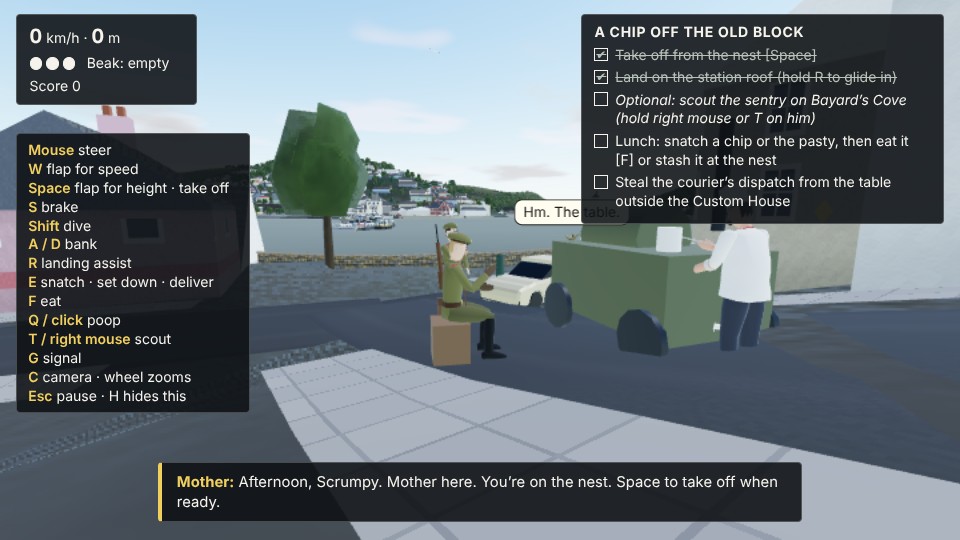 0 km/h · 0 m
Beak: empty
Score 0
A CHIP OFF THE OLD BLOCK
Take off from the nest [Space]
Land on the station roof (hold R to glide in)
Optional: scout the sentry on Bayard's Cove
(hold right mouse or T on him)
Lunch: snatch a chip or the pasty, then eat it
[F] or stash it at the nest
Steal the courier's dispatch from the table
outside the Custom House
Mouse steer
W flap for speed
Space flap for height · take off
S brake
Shift dive
A / D bank
R landing assist
E snatch · set down · deliver
F eat
Q / click poop
T / right mouse scout
G signal
C camera · wheel zooms
Esc pause · H hides this
Hm. The table.
Mother: Afternoon, Scrumpy. Mother here. You're on the nest. Space to take off when
ready.